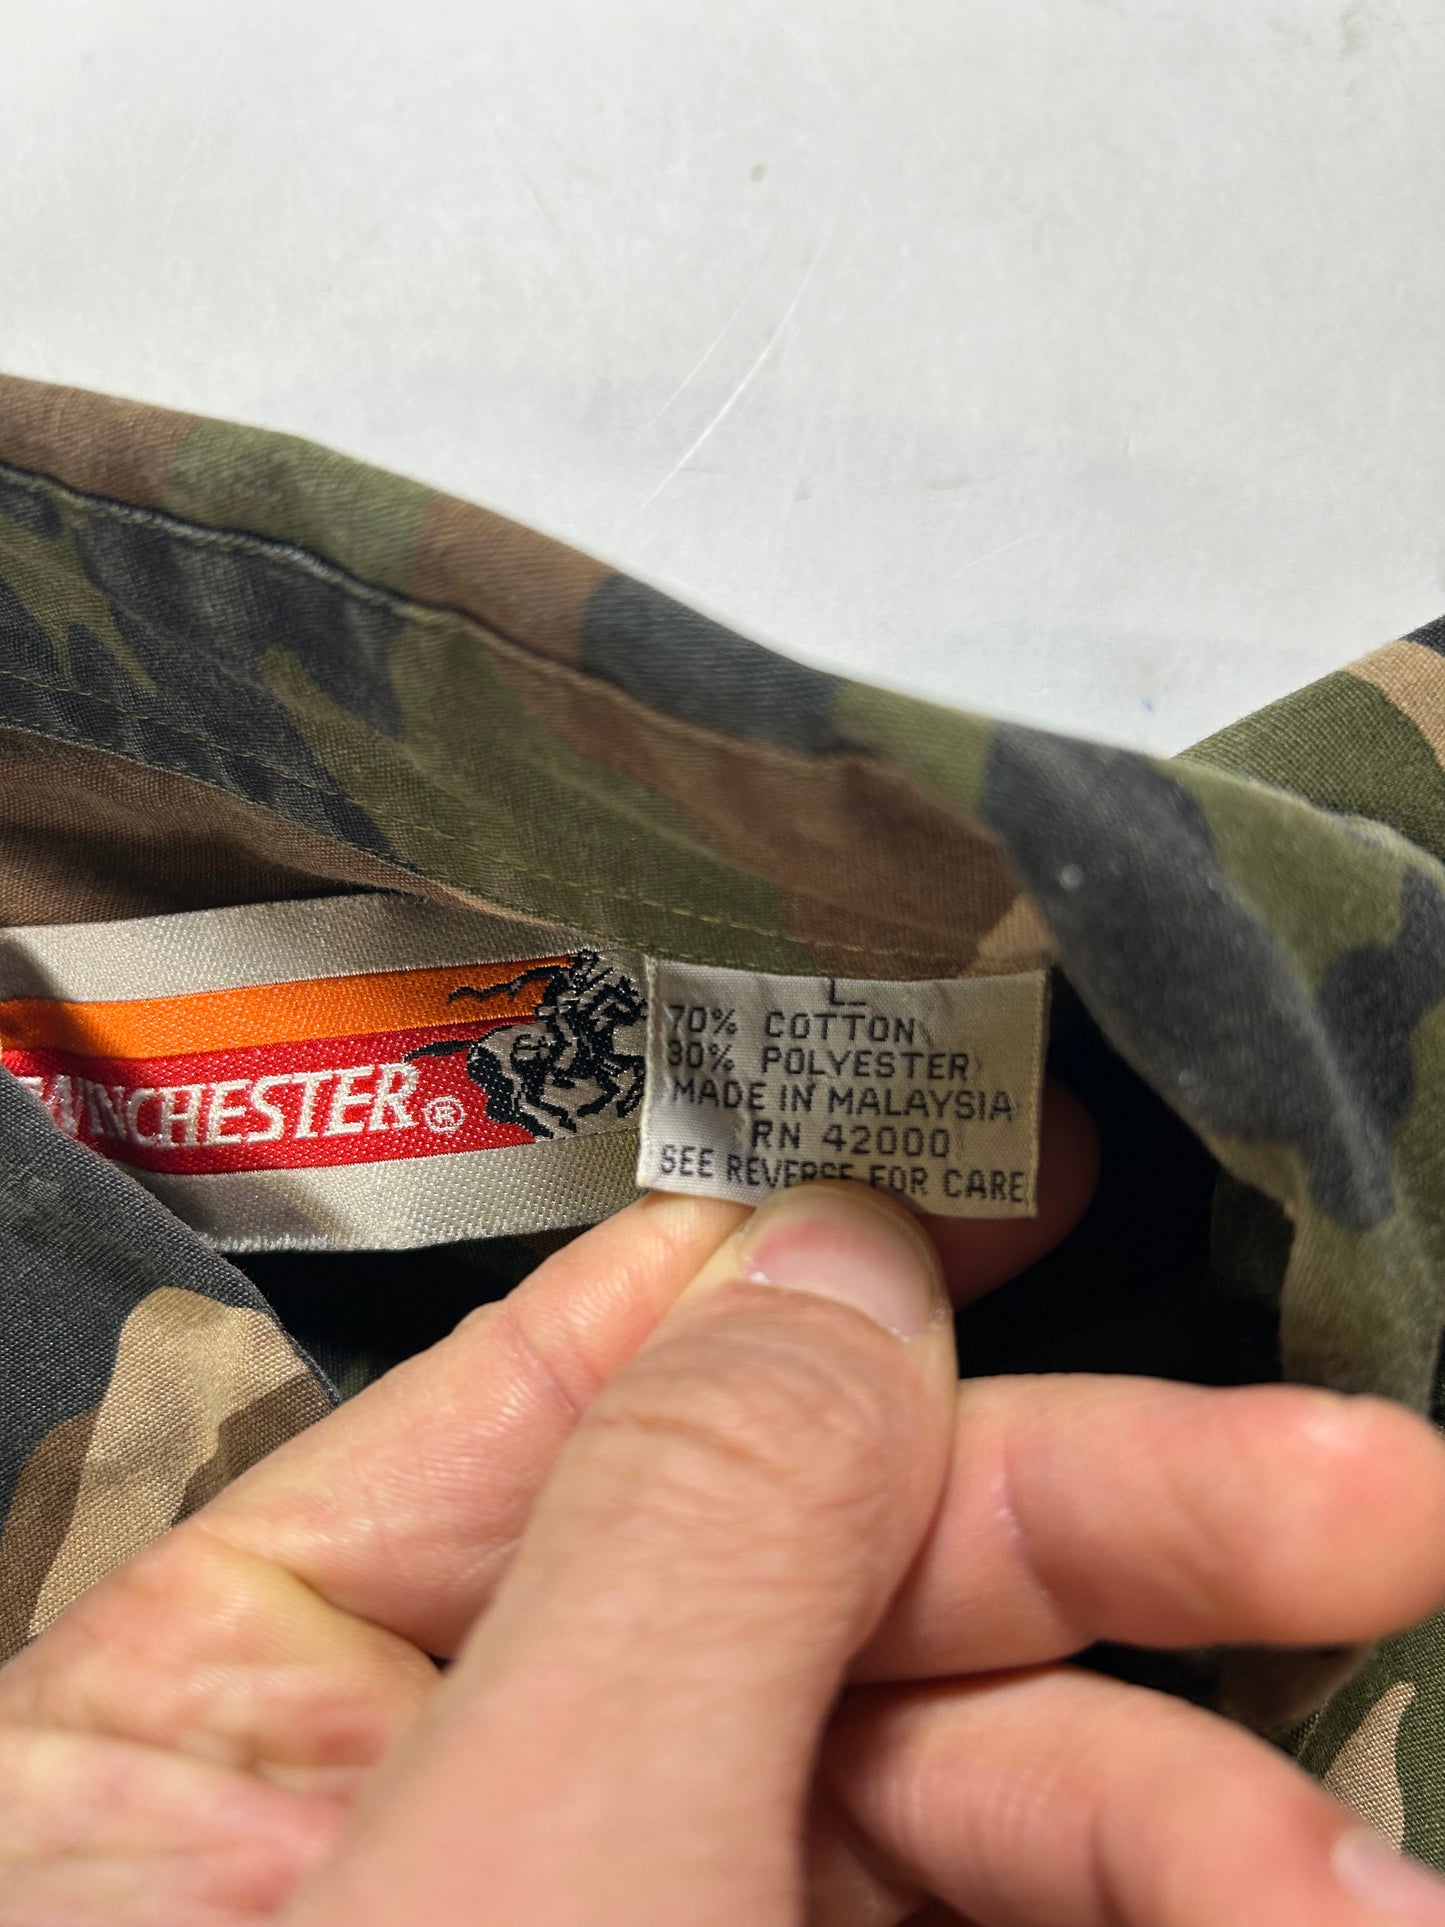 WINCHESTER®
L
70% COTTON
30% POLYESTER
MADE IN MALAYSIA
RN 42000
SEE REVERSE FOR CARE